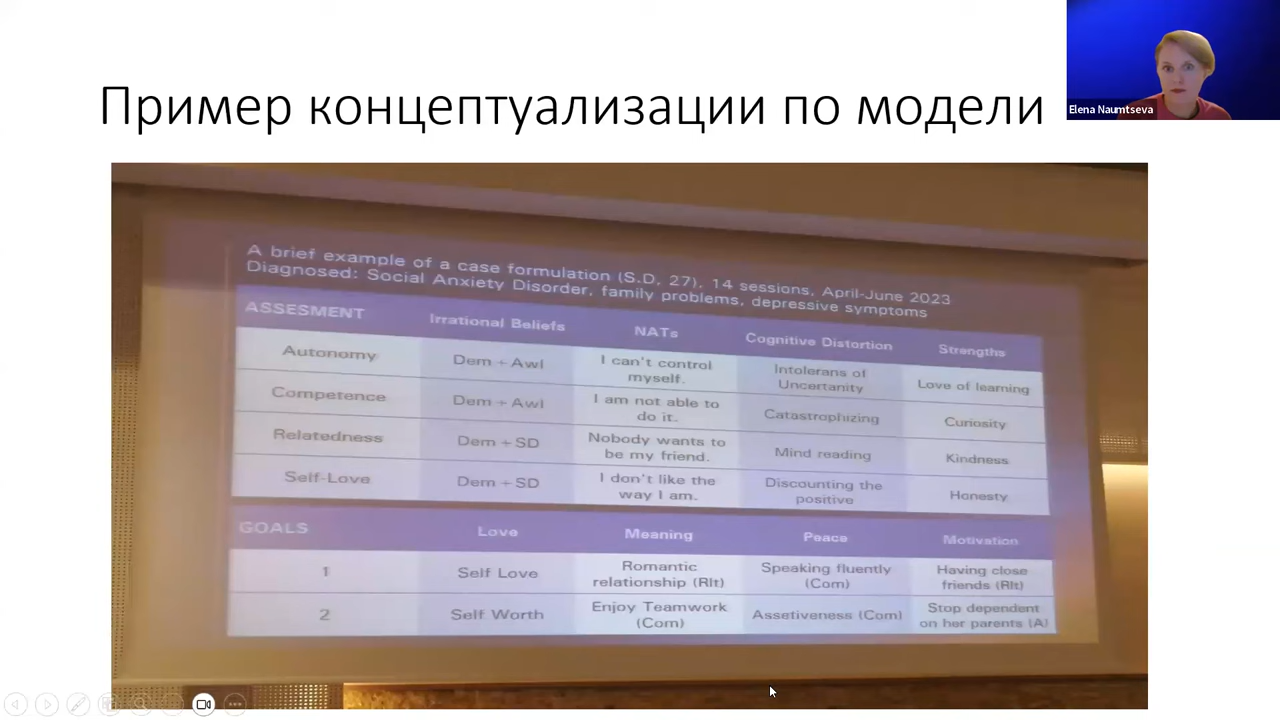 Пример концептуализации по модели
Elena Naumtseva
A brief example of a case formulation (S.D, 27), 14 sessions, April-June 2023
Diagnosed: Social Anxiety Disorder, family problems, depressive symptoms
ASSESMENT Irrational Beliefs NATs Cognitive Distortion Strengths
Autonomy Dem + Awl I can't control myself. Intolerans of Uncertanity Love of learning
Competence Dem + Awl I am not able to do it. Catastrophizing Curiosity
Relatedness Dem + SD Nobody wants to be my friend. Mind reading Kindness
Self-Love Dem + SD I don't like the way I am. Discounting the positive Honesty
GOALS Love Meaning Peace Motivation
1 Self Love Romantic relationship (Rlt) Speaking fluently (Com) Having close friends (Rlt)
2 Self Worth Enjoy Teamwork (Com) Assetiveness (Com) Stop dependent on her parents (A)